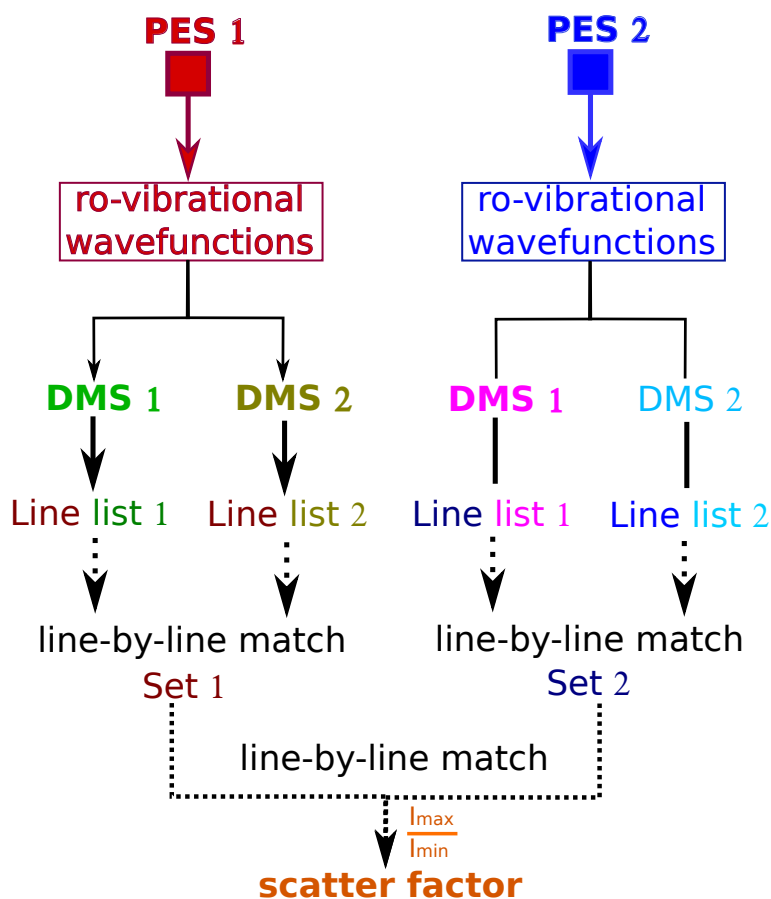 PES 1
PES 2
ro-vibrational
wavefunctions
ro-vibrational
wavefunctions
DMS 1
DMS 2
DMS 1
DMS 2
Line list 1
Line list 2
Line list 1
Line list 2
line-by-line match
Set 1
line-by-line match
Set 2
line-by-line match
Imax
Imin
scatter factor